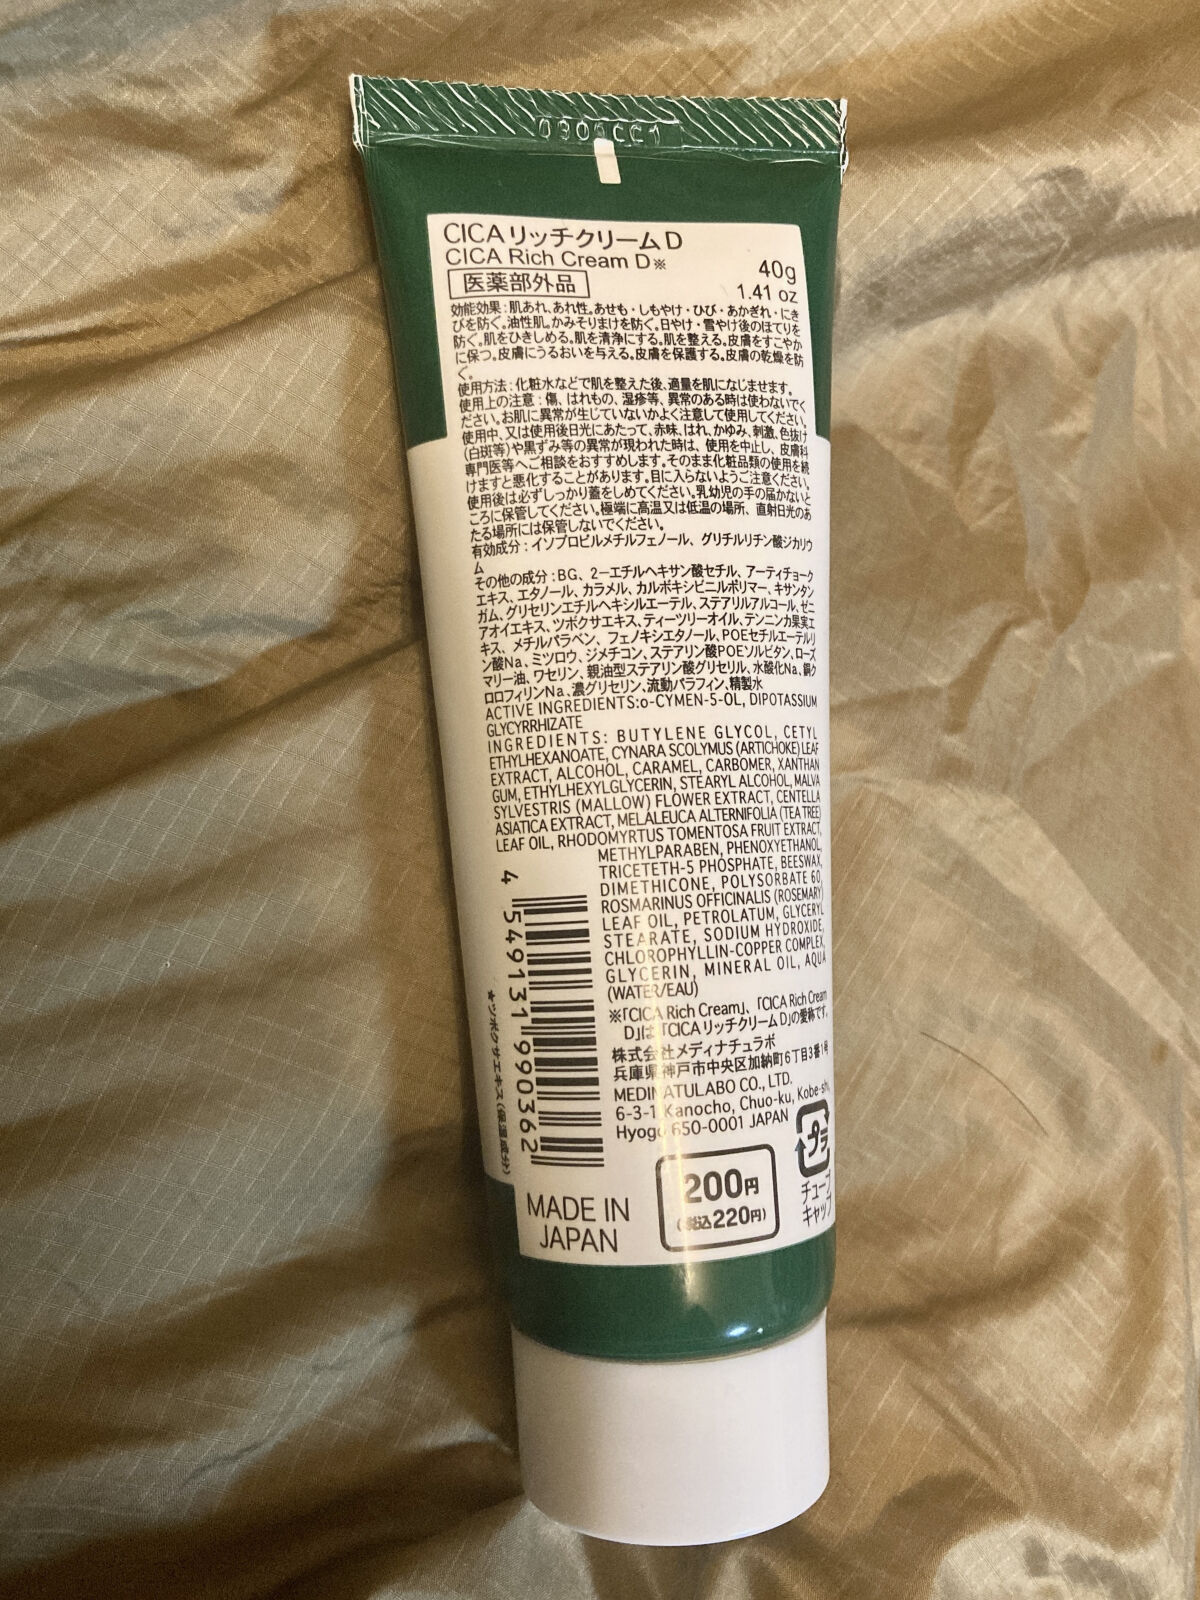 CICAリッチクリームD
CICA Rich Cream D※
40g
1.41 oz
医薬部外品
効能効果:肌あれ、あれ性。あせも・しもやけ・ひび・あかぎれ・にき
びを防ぐ。油性肌。かみそりまけを防ぐ。日やけ・雪やけ後のほてりを
防ぐ。肌をひきしめる。肌を清浄にする。肌を整える。皮膚をすこやか
に保つ。皮膚にうるおいを与える。皮膚を保護する。皮膚の乾燥を防
ぐ。
使用方法:化粧水などで肌を整えた後、適量を肌になじませます。
使用上の注意:傷、はれもの、湿疹等、異常のある時は使わないでく
ださい。お肌に異常が生じていないかよく注意して使用してください。
使用中、又は使用後日光にあたって、赤味、はれ、かゆみ、刺激、色抜け
(白斑等)や黒ずみ等の異常が現われた時は、使用を中止し、皮膚科
専門医等へご相談をおすすめします。そのまま化粧品類の使用を続
けますと悪化することがあります。目に入らないようご注意ください。
使用後は必ずしっかり蓋をしめてください。乳幼児の手の届かないと
ころに保管してください。極端に高温又は低温の場所、直射日光のあ
たる場所には保管しないでください。
有効成分:イソプロピルメチルフェノール、グリチルリチン酸ジカリウ
ム
その他の成分:BG、2ーエチルヘキサン酸セチル、アーティチョーク
エキス、エタノール、カラメル、カルボキシビニルポリマー、キサンタン
ガム、グリセリンエチルヘキシルエーテル、ステアリルアルコール、ゼニ
アオイエキス、ツボクサエキス、ティーツリーオイル、テンニンカ果実エ
キス、メチルパラベン、フェノキシエタノール、POEセチルエーテルリ
ン酸Na、ミツロウ、ジメチコン、ステアリン酸POEソルビタン、ローズ
マリー油、ワセリン、親油型ステアリン酸グリセリル、水酸化Na、銅ク
ロロフィリンNa、濃グリセリン、流動パラフィン、精製水
ACTIVE INGREDIENTS:o-CYMEN-5-OL, DIPOTASSIUM
GLYCYRRHIZATE
INGREDIENTS: BUTYLENE GLYCOL, CETYL
ETHYLHEXANOATE, CYNARA SCOLYMUS (ARTICHOKE) LEAF
EXTRACT, ALCOHOL, CARAMEL, CARBOMER, XANTHAN
GUM, ETHYLHEXYLGLYCERIN, STEARYL ALCOHOL, MALVA
SYLVESTRIS (MALLOW) FLOWER EXTRACT, CENTELLA
ASIATICA EXTRACT, MELALEUCA ALTERNIFOLIA (TEA TREE)
LEAF OIL, RHODOMYRTUS TOMENTOSA FRUIT EXTRACT,
METHYLPARABEN, PHENOXYETHANOL,
TRICETETH-5 PHOSPHATE, BEESWAX,
DIMETHICONE, POLYSORBATE 60,
ROSMARINUS OFFICINALIS (ROSEMARY)
LEAF OIL, PETROLATUM, GLYCERYL
STEARATE, SODIUM HYDROXIDE,
CHLOROPHYLLIN-COPPER COMPLEX,
GLYCERIN, MINERAL OIL, AQUA
(WATER/EAU)
※「CICA Rich Cream」、「CICA Rich Cream
D」は「CICAリッチクリームD」の愛称です。
株式会社メディナチュラボ
兵庫県神戸市中央区加納町6丁目3番1号
MEDINATULABO CO., LTD.
6-3-1 Kanocho, Chuo-ku, Kobe-shi,
Hyogo 650-0001 JAPAN
4 549131 990362
★ツボクサエキス(保湿成分)
MADE IN
JAPAN
200円
(税込220円)
プラ
チューブ
キャップ